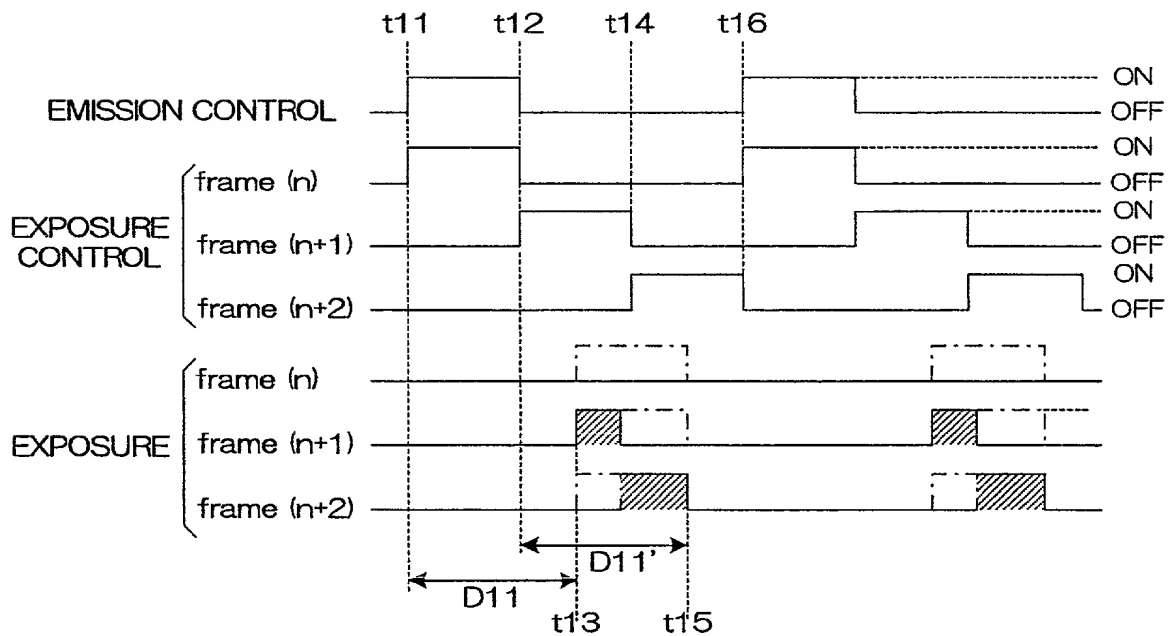 t11 t12 t14 t16
EMISSION CONTROL
ON
OFF
EXPOSURE CONTROL
frame (n)
ON
OFF
frame (n+1)
ON
OFF
frame (n+2)
ON
OFF
EXPOSURE
frame (n)
frame (n+1)
frame (n+2)
D11'
D11
t13 t15